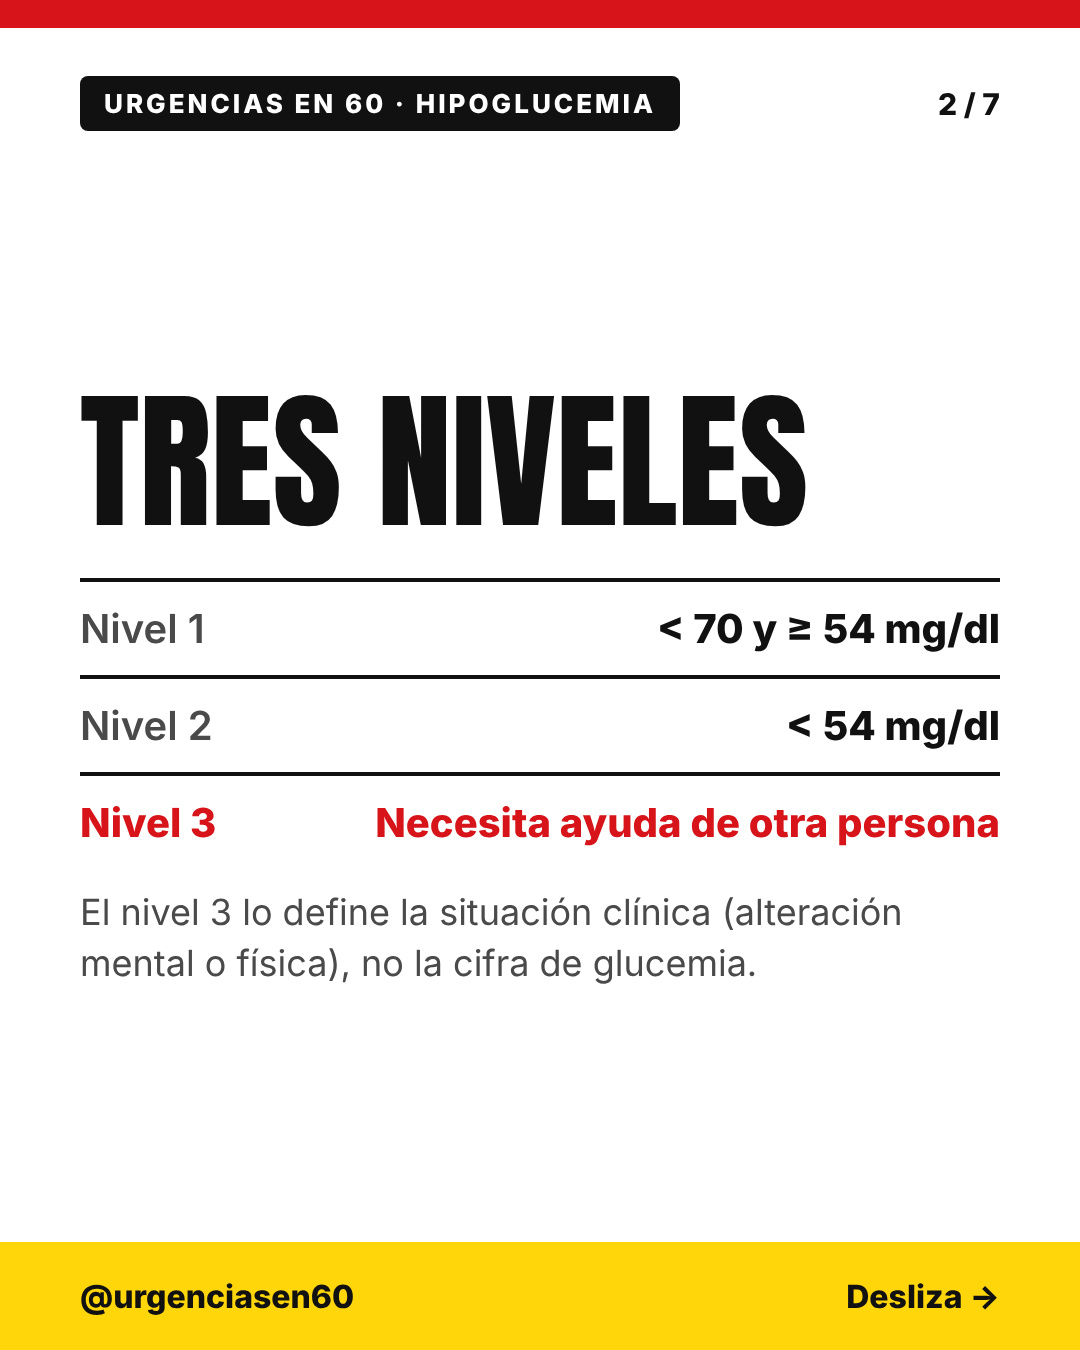 URGENCIAS EN 60 · HIPOGLUCEMIA
2 / 7
TRES NIVELES
Nivel 1 < 70 y ≥ 54 mg/dl
Nivel 2 < 54 mg/dl
Nivel 3 Necesita ayuda de otra persona
El nivel 3 lo define la situación clínica (alteración
mental o física), no la cifra de glucemia.
@urgenciasen60
Desliza →